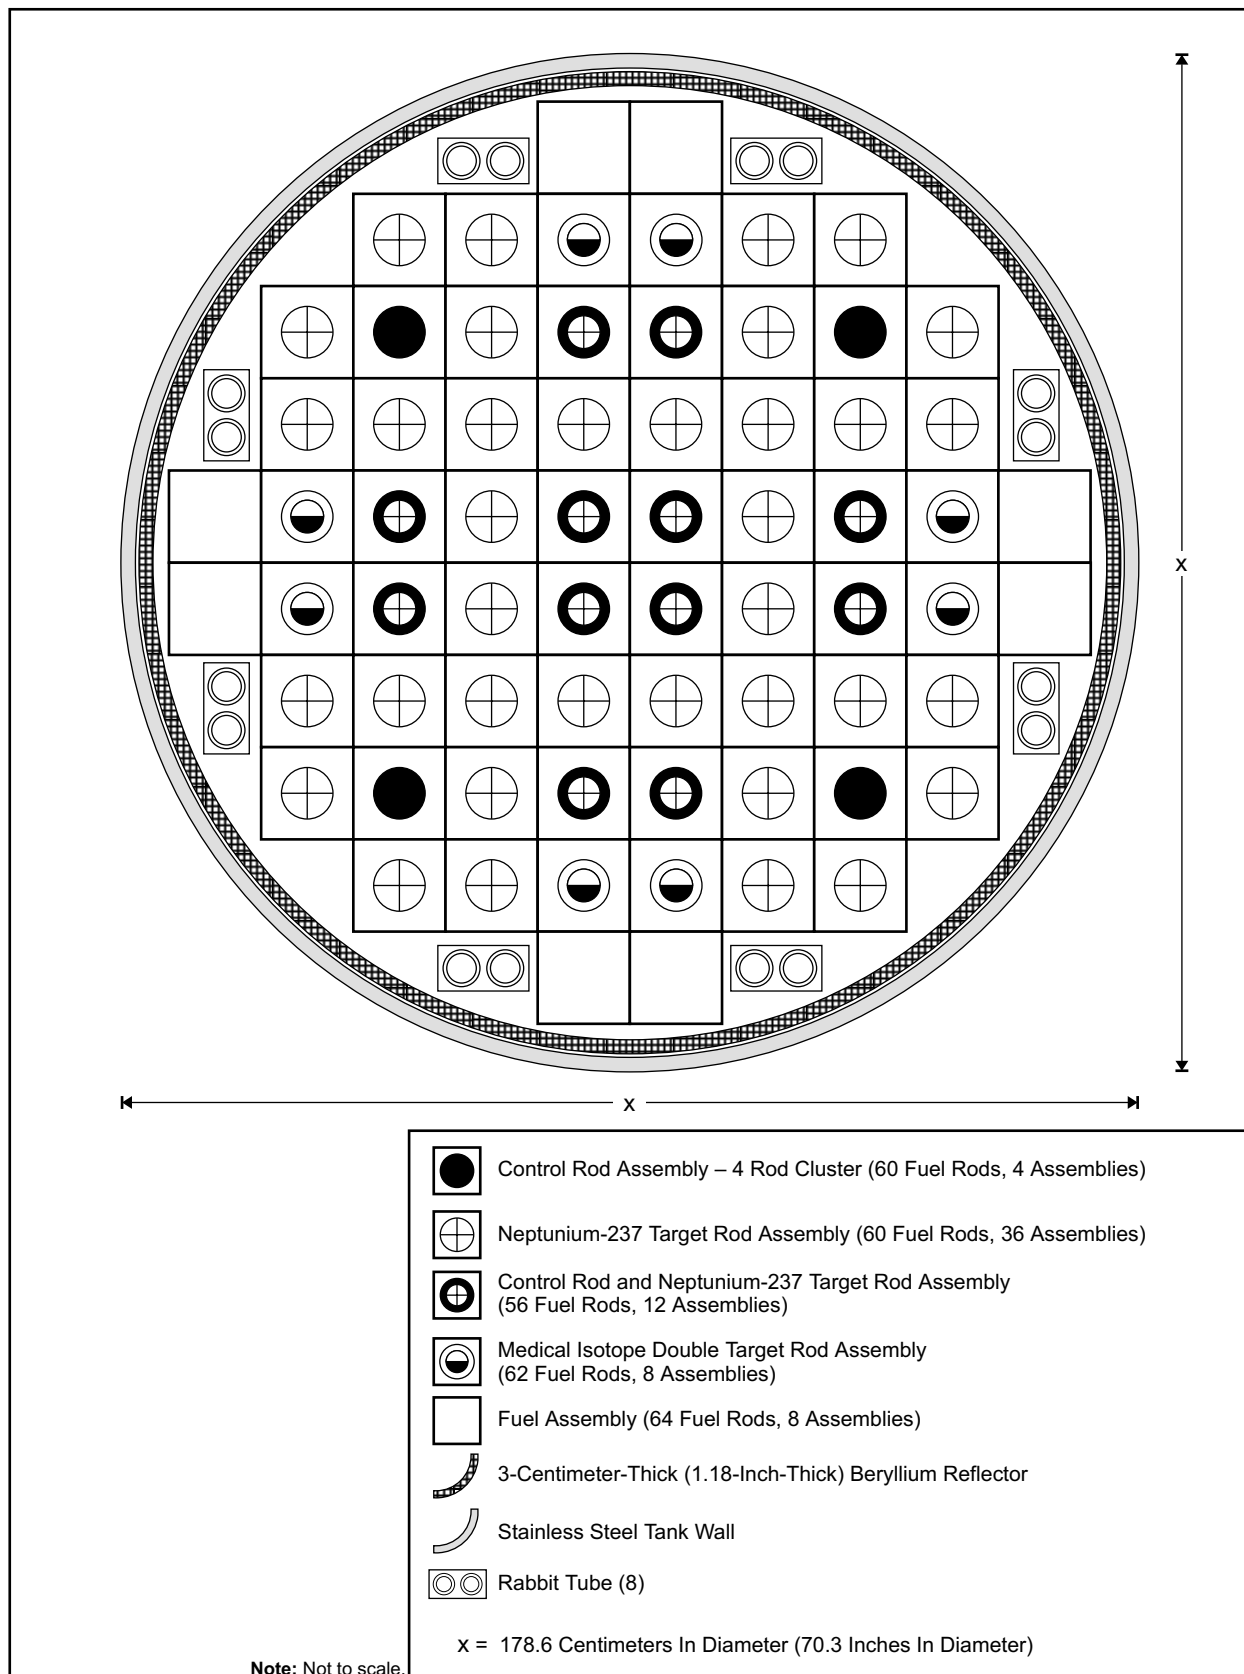 x
x
Control Rod Assembly – 4 Rod Cluster (60 Fuel Rods, 4 Assemblies)
Neptunium-237 Target Rod Assembly (60 Fuel Rods, 36 Assemblies)
Control Rod and Neptunium-237 Target Rod Assembly
(56 Fuel Rods, 12 Assemblies)
Medical Isotope Double Target Rod Assembly
(62 Fuel Rods, 8 Assemblies)
Fuel Assembly (64 Fuel Rods, 8 Assemblies)
3-Centimeter-Thick (1.18-Inch-Thick) Beryllium Reflector
Stainless Steel Tank Wall
Rabbit Tube (8)
x = 178.6 Centimeters In Diameter (70.3 Inches In Diameter)
Note: Not to scale.